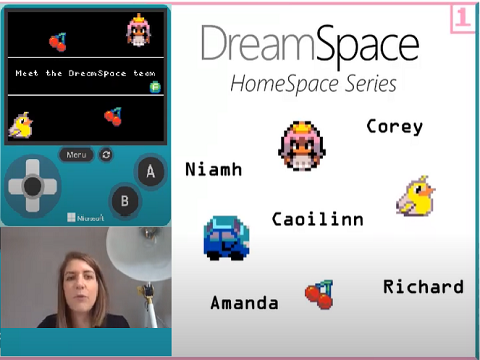 1
Meet the DreamSpace team
Menu
A
B
Microsoft
DreamSpace
HomeSpace Series
Corey
Niamh
Caoilinn
Richard
Amanda